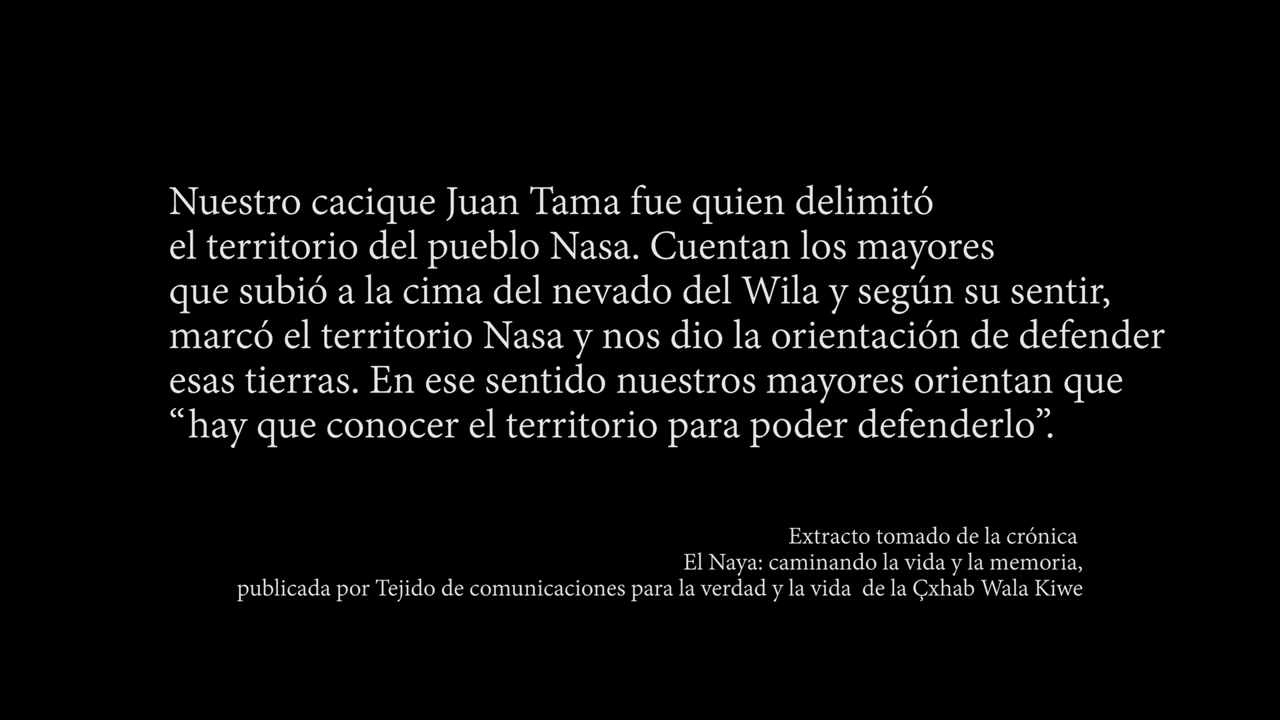 Nuestro cacique Juan Tama fue quien delimitó
el territorio del pueblo Nasa. Cuentan los mayores
que subió a la cima del nevado del Wila y según su sentir,
marcó el territorio Nasa y nos dio la orientación de defender
esas tierras. En ese sentido nuestros mayores orientan que
“hay que conocer el territorio para poder defenderlo”.
Extracto tomado de la crónica
El Naya: caminando la vida y la memoria,
publicada por Tejido de comunicaciones para la verdad y la vida  de la Çxhab Wala Kiwe